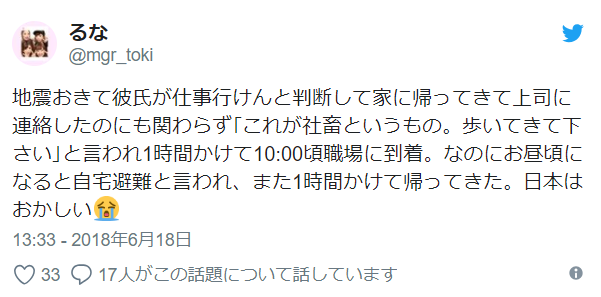 るな
@mgr_toki
地震おきて彼氏が仕事行けんと判断して家に帰ってきて上司に
連絡したのにも関わらず｢これが社畜というもの。歩いてきて下
さい｣と言われ1時間かけて10:00頃職場に到着。なのにお昼頃に
なると自宅避難と言われ、また1時間かけて帰ってきた。日本は
おかしい😭
13:33 - 2018年6月18日
33 17人がこの話題について話しています